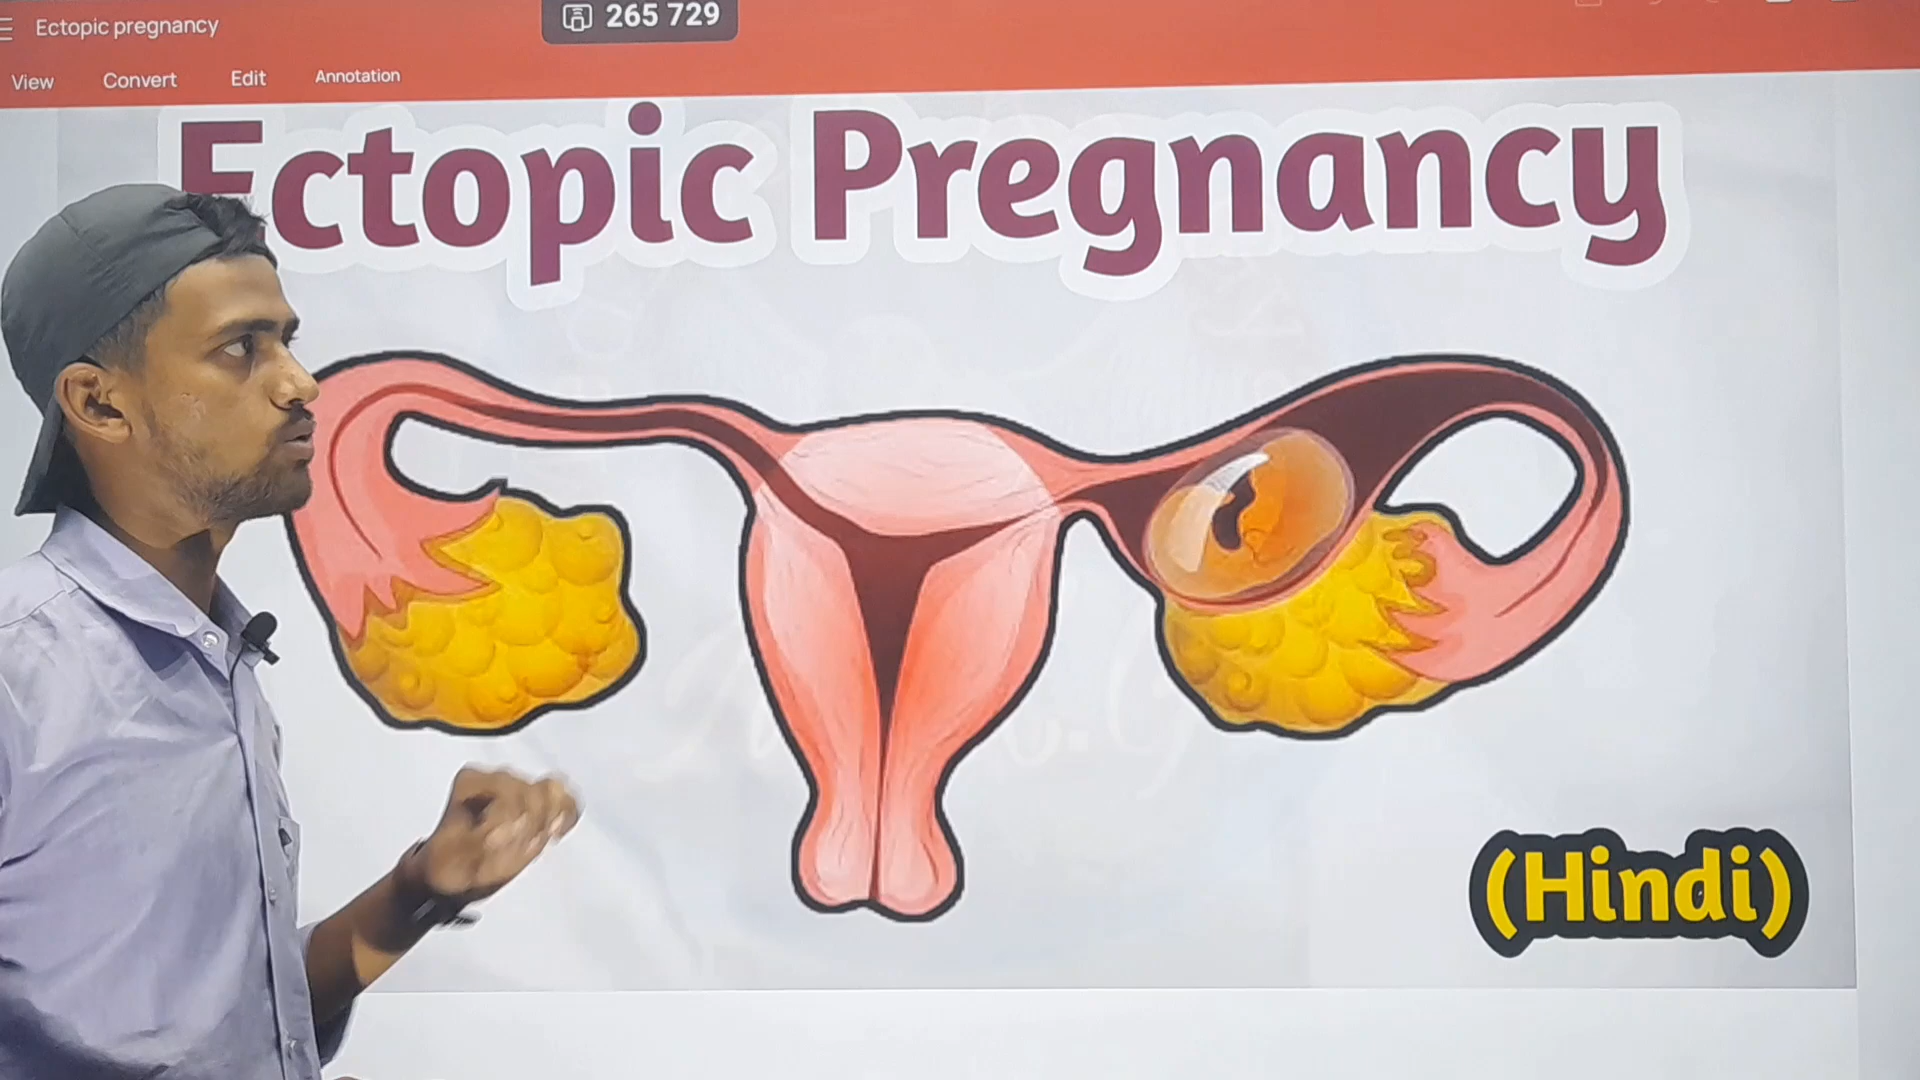 Ectopic pregnancy
265 729
View Convert Edit Annotation
Ectopic Pregnancy
(Hindi)